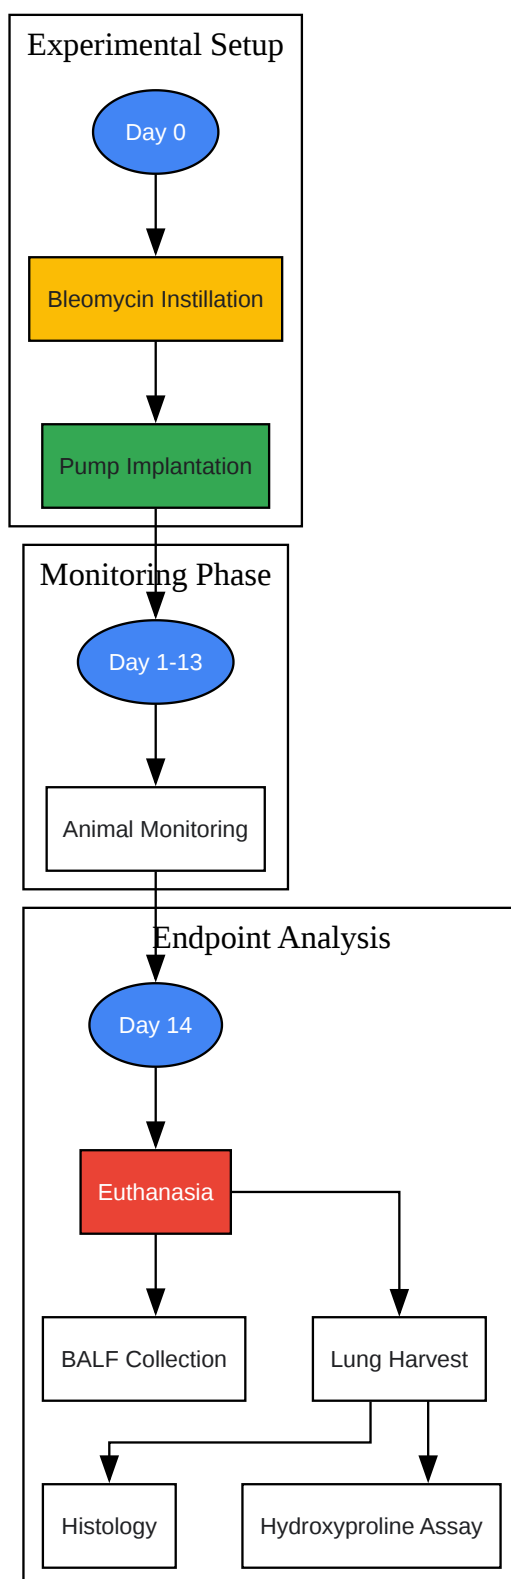 Experimental Setup
Day 0
Bleomycin Instillation
Pump Implantation
Monitoring Phase
Day 1-13
Animal Monitoring
Endpoint Analysis
Day 14
Euthanasia
BALF Collection
Lung Harvest
Histology
Hydroxyproline Assay